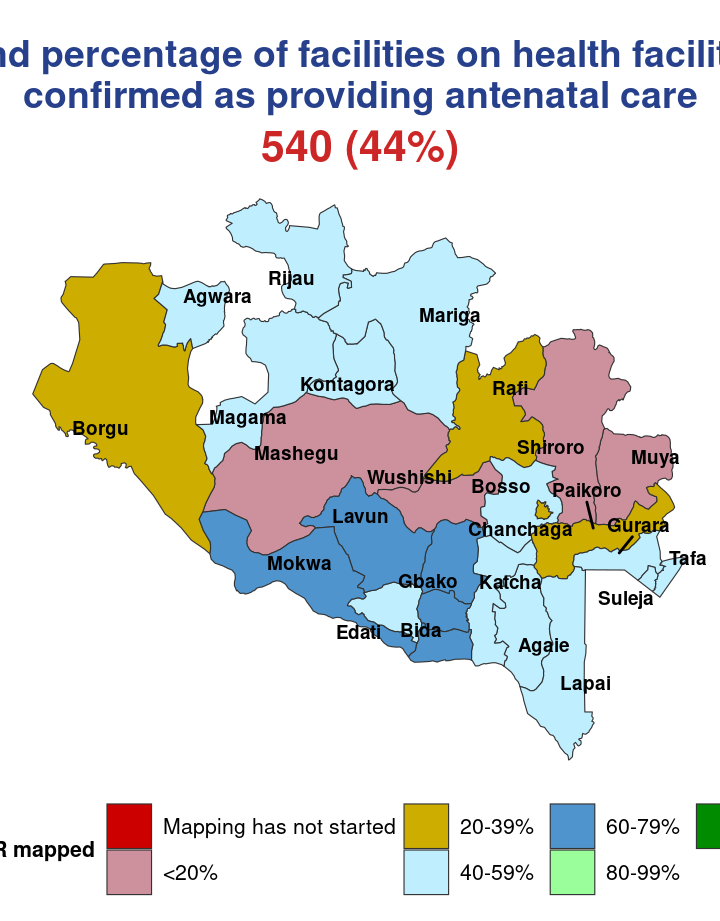 nd percentage of facilities on health facilit
confirmed as providing antenatal care
540 (44%)
Rijau
Agwara
Mariga
Kontagora
Rafi
Magama
Borgu
Shiroro
Mashegu
Muya
Wushishi
Bosso
Paikoro
Lavun
Gurara
Chanchaga
Tafa
Mokwa
Gbako
Katcha
Suleja
Edati
Bida
Agaie
Lapai
R mapped
Mapping has not started
20-39%
60-79%
<20%
40-59%
80-99%